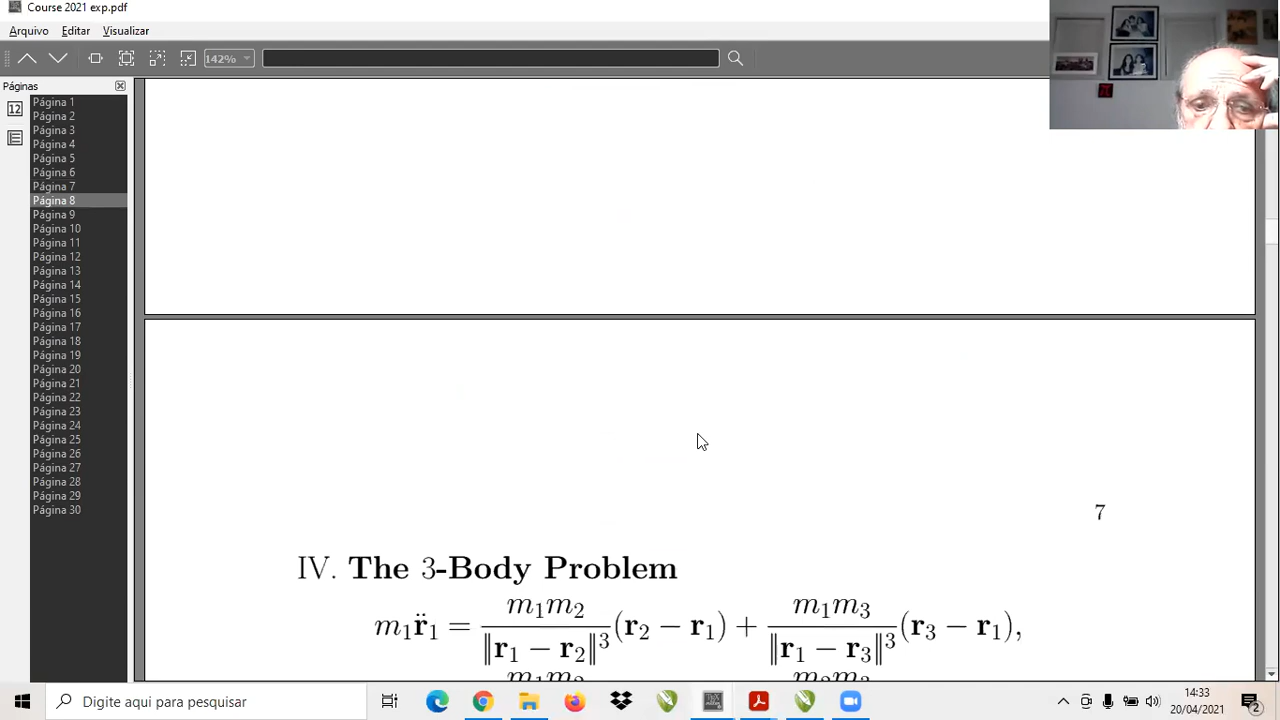 Course 2021 exp.pdf
Arquivo Editar Visualizar
142%
Páginas
12
Página 1
Página 2
Página 3
Página 4
Página 5
Página 6
Página 7
Página 8
Página 9
Página 10
Página 11
Página 12
Página 13
Página 14
Página 15
Página 16
Página 17
Página 18
Página 19
Página 20
Página 21
Página 22
Página 23
Página 24
Página 25
Página 26
Página 27
Página 28
Página 29
Página 30
7
IV. The 3-Body Problem
m₁r̈₁ = m₁m₂/‖r₁ − r₂‖³ (r₂ − r₁) + m₁m₃/‖r₁ − r₃‖³ (r₃ − r₁),
Digite aqui para pesquisar
14:33
20/04/2021
2